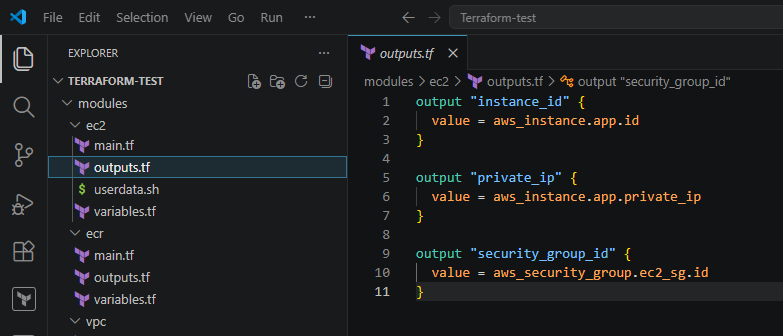 File Edit Selection View Go Run ···
Terraform-test
EXPLORER ···
TERRAFORM-TEST
modules
ec2
main.tf
outputs.tf
$ userdata.sh
variables.tf
ecr
main.tf
outputs.tf
variables.tf
vpc
outputs.tf ×
modules > ec2 > outputs.tf > output "security_group_id"
1 output "instance_id" {
2 value = aws_instance.app.id
3 }
4
5 output "private_ip" {
6 value = aws_instance.app.private_ip
7 }
8
9 output "security_group_id" {
10 value = aws_security_group.ec2_sg.id
11 }